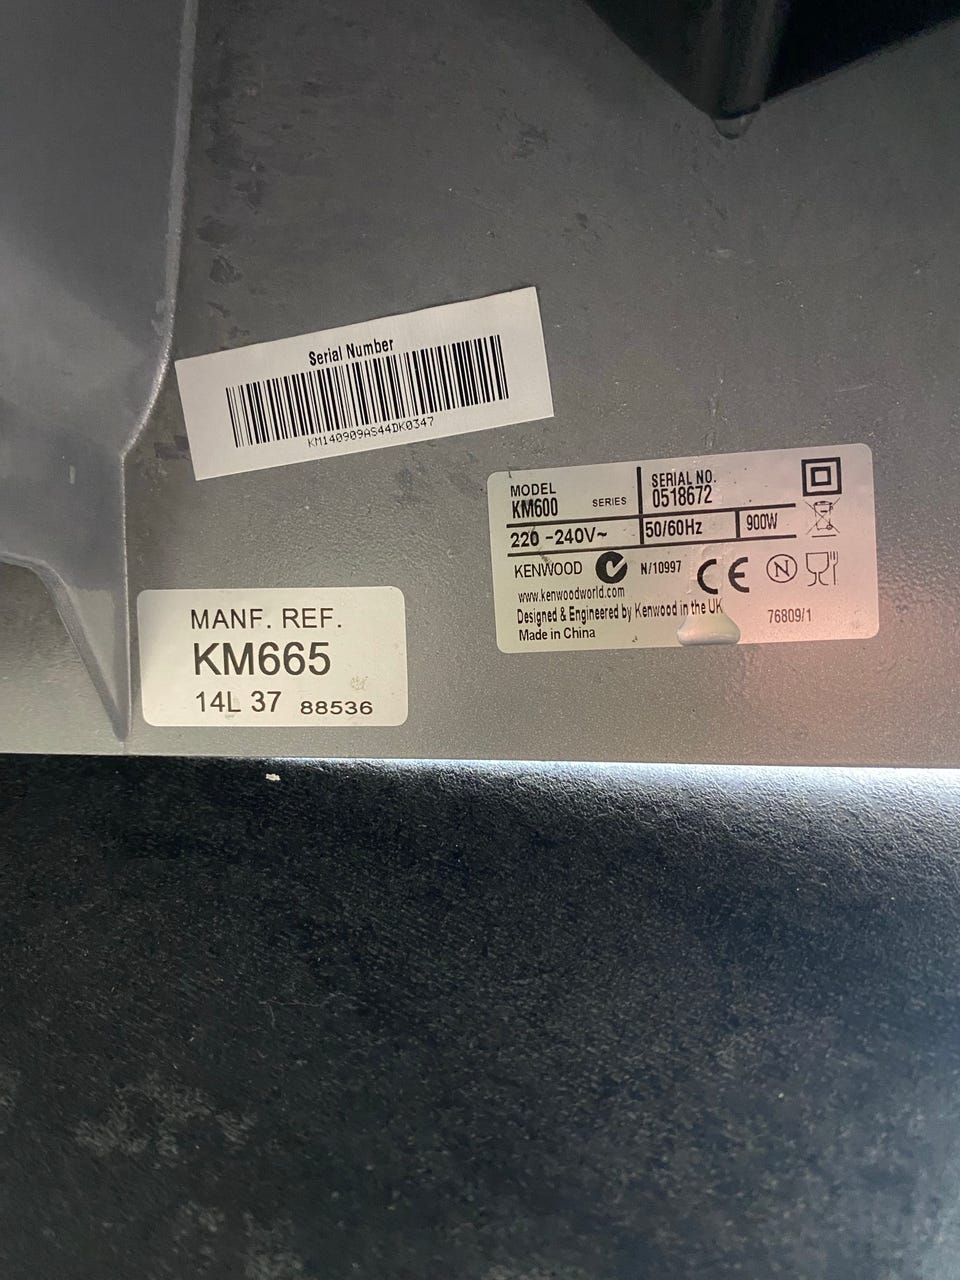 Serial Number
KM140909AS44DK0347
MODEL
KM600 SERIES
SERIAL NO.
0518672
220-240V~ 50/60Hz 900W
KENWOOD N/10997 CE N
www.kenwoodworld.com
Designed & Engineered by Kenwood in the UK
Made in China
76809/1
MANF. REF.
KM665
14L 37 88536